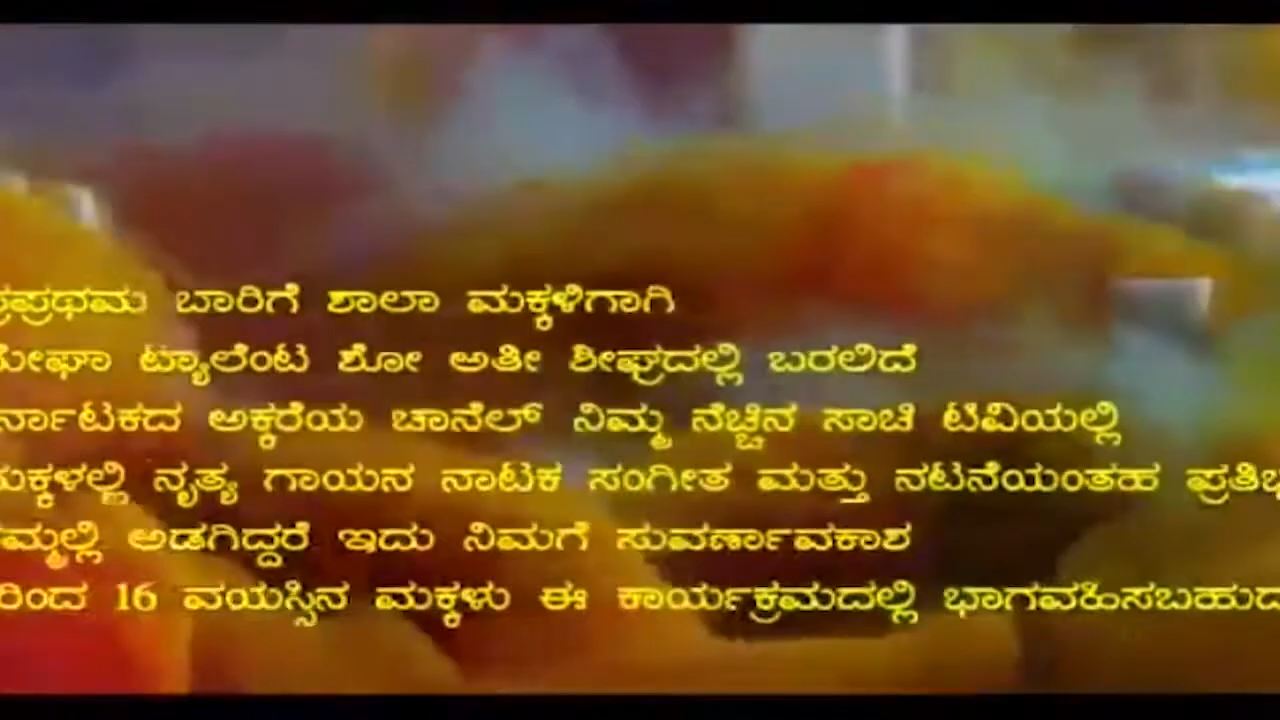 ಬಾರಿಗೆ ಶಾಲಾ ಮಕ್ಕಳಿಗಾಗಿ
ಟ್ಯಾಲೆಂಟ ಶೋ ಅತೀ ಶೀಘ್ರದಲ್ಲಿ ಬರಲಿದೆ
ಅಕ್ಕರೆಯ ಚಾನೆಲ್ ನಿಮ್ಮ ನೆಚ್ಚಿನ ಸಾಚಿ ಟಿವಿಯಲ್ಲಿ
ನೃತ್ಯ ಗಾಯನ ನಾಟಕ ಸಂಗೀತ ಮತ್ತು ನಟನೆಯಂತಹ
ಅಡಗಿದ್ದರೆ ಇದು ನಿಮಗೆ ಸುವರ್ಣಾವಕಾಶ
16 ವಯಸ್ಸಿನ ಮಕ್ಕಳು ಈ ಕಾರ್ಯಕ್ರಮದಲ್ಲಿ